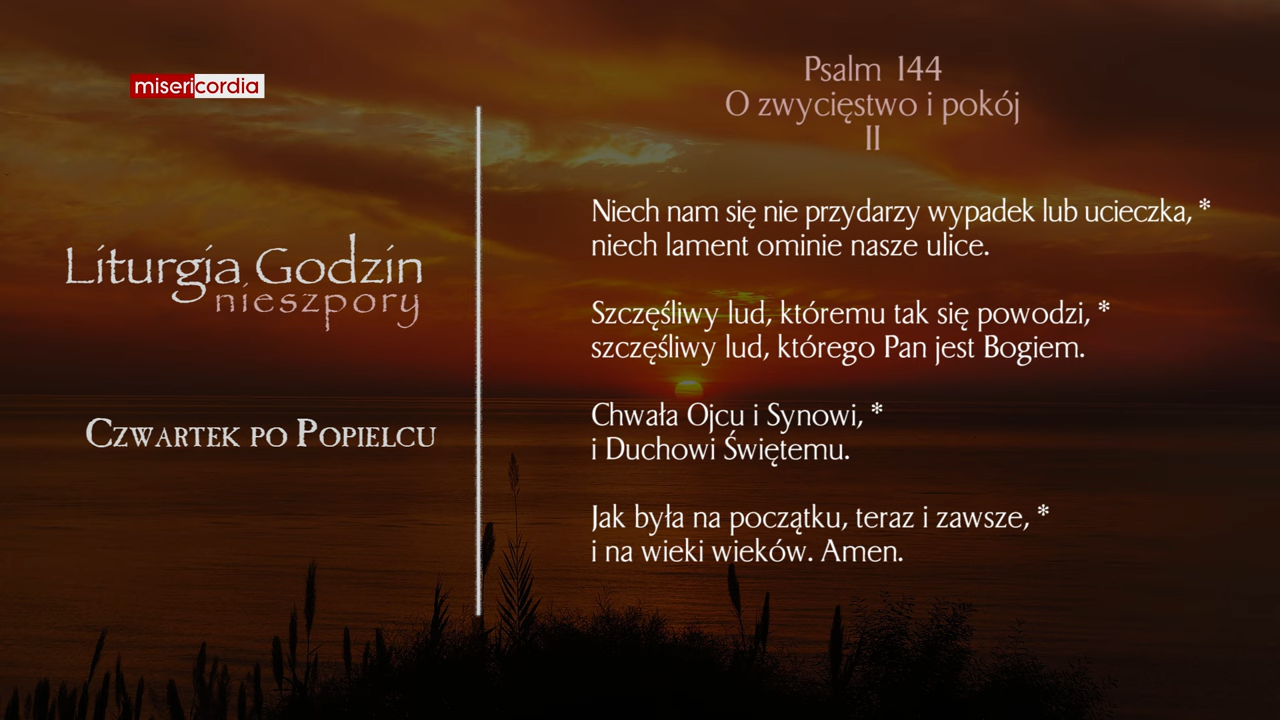 misericordia
Liturgia Godzin
nieszpory
Czwartek po Popielcu
Psalm 144
O zwycięstwo i pokój
II
Niech nam się nie przydarzy wypadek lub ucieczka, *
niech lament ominie nasze ulice.
Szczęśliwy lud, któremu tak się powodzi, *
szczęśliwy lud, którego Pan jest Bogiem.
Chwała Ojcu i Synowi, *
i Duchowi Świętemu.
Jak była na początku, teraz i zawsze, *
i na wieki wieków. Amen.